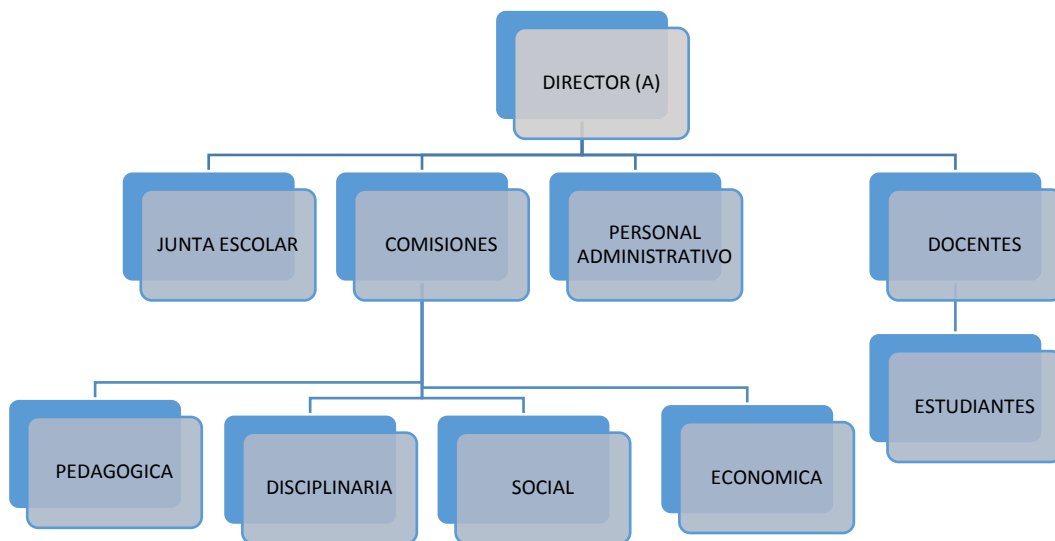 DIRECTOR (A)
JUNTA ESCOLAR
COMISIONES
PERSONAL
ADMINISTRATIVO
DOCENTES
ESTUDIANTES
PEDAGOGICA
DISCIPLINARIA
SOCIAL
ECONOMICA